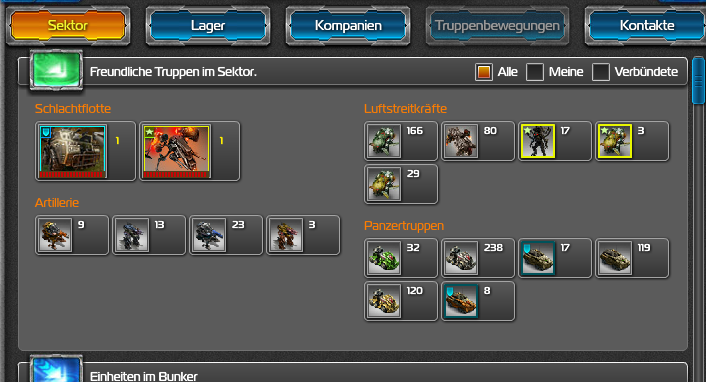 Sektor Lager Kompanien Truppenbewegungen Kontakte
Freundliche Truppen im Sektor. Alle Meine Verbündete
Schlachtflotte
1 1
Artillerie
9 13 23 3
Luftstreitkräfte
166 80 17 3
29
Panzertruppen
32 238 17 119
120 8
Einheiten im Bunker